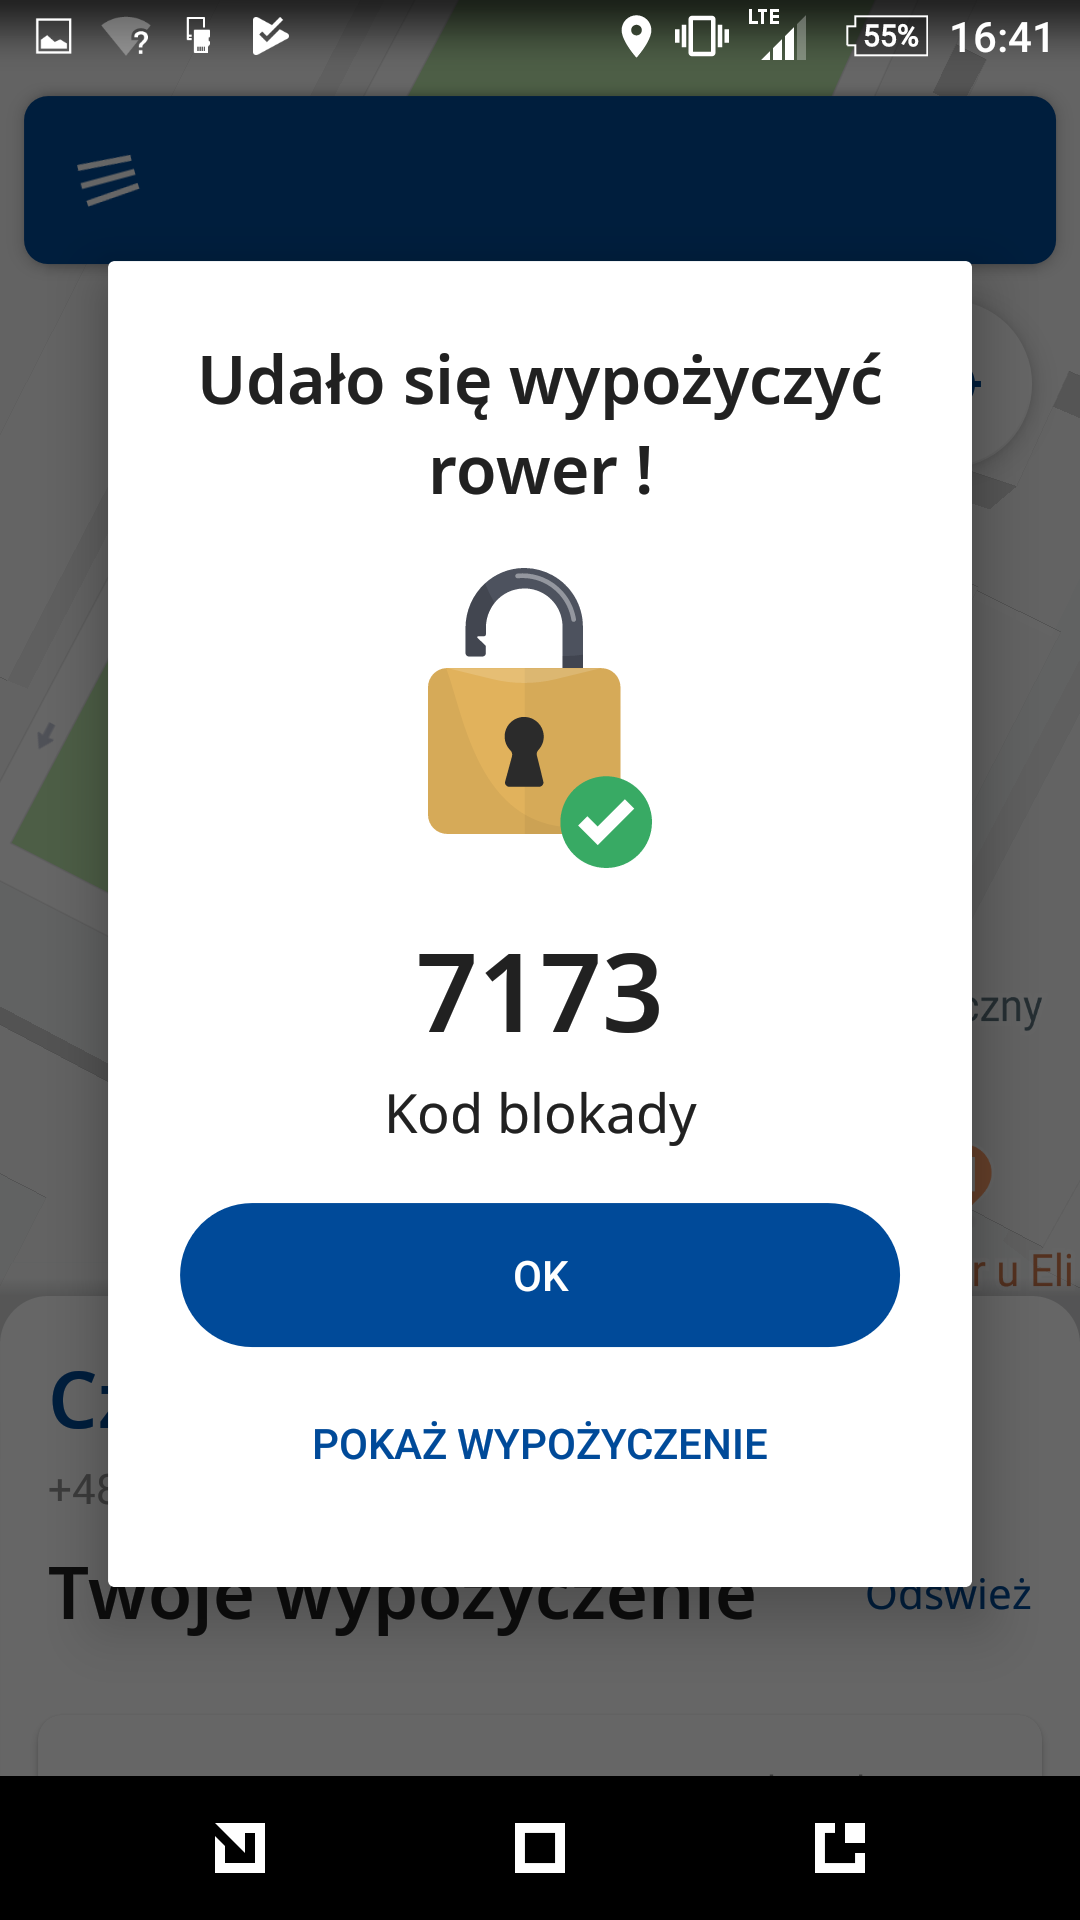 LTE
55%
16:41
Udało się wypożyczyć
rower !
7173
czny
Kod blokady
r u Eli
OK
+48
POKAŻ WYPOŻYCZENIE
Twoje wypożyczenie
Odśwież